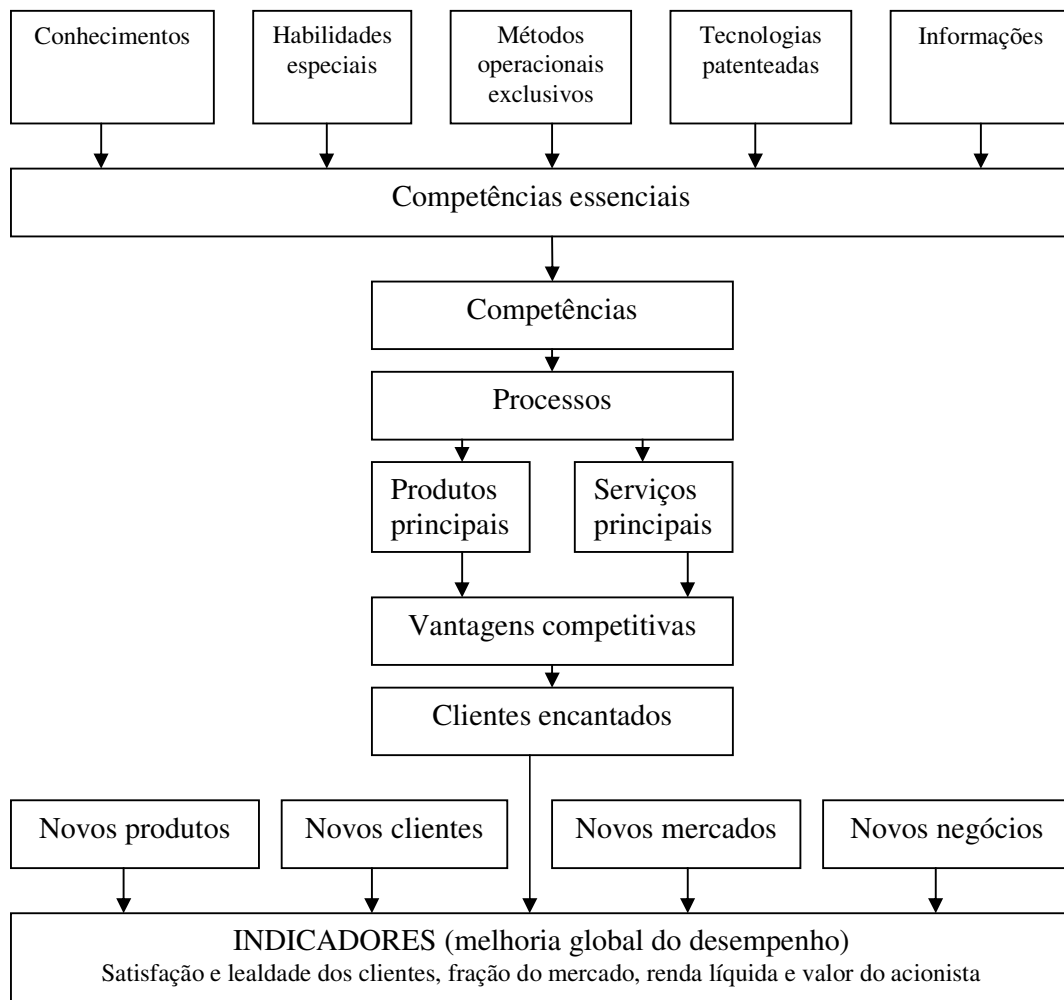 Conhecimentos
Habilidades
especiais
Métodos
operacionais
exclusivos
Tecnologias
patenteadas
Informações
Competências essenciais
Competências
Processos
Produtos
principais
Serviços
principais
Vantagens competitivas
Clientes encantados
Novos produtos
Novos clientes
Novos mercados
Novos negócios
INDICADORES (melhoria global do desempenho)
Satisfação e lealdade dos clientes, fração do mercado, renda líquida e valor do acionista